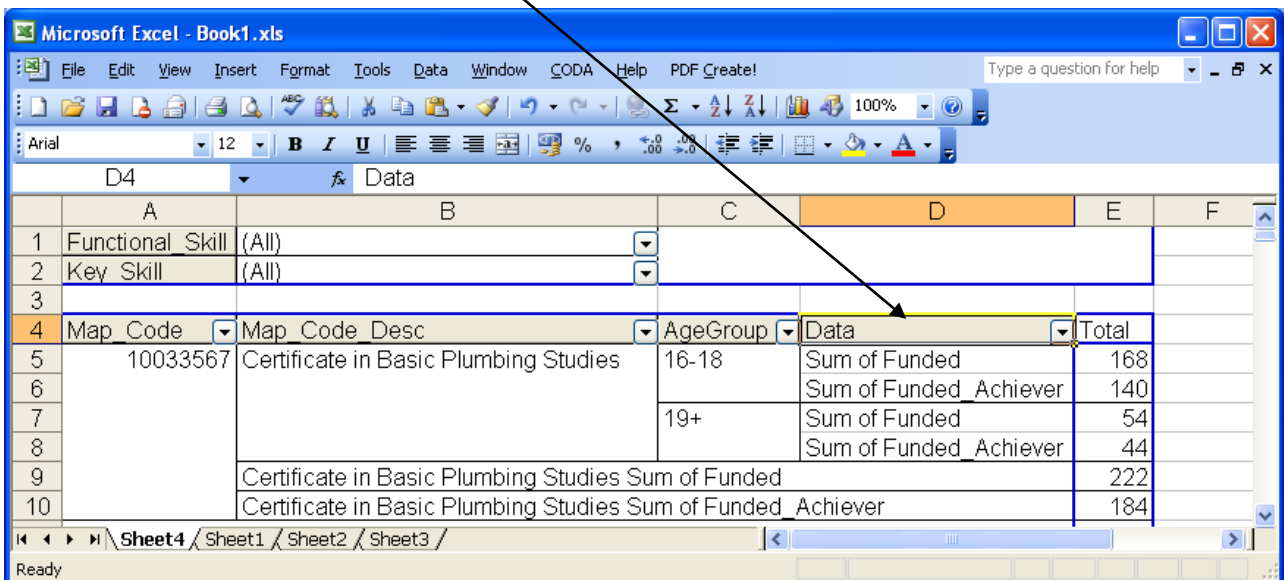 Microsoft Excel - Book1.xls
File Edit View Insert Format Tools Data Window CODA Help PDF Create! Type a question for help
ABC Σ A Z Z A 100%
Arial 12 B I U % , .00 .00 A
D4 fx Data
A B C D E F
1 Functional_Skill (All)
2 Key_Skill (All)
3
4 Map_Code Map_Code_Desc AgeGroup Data Total
5 10033567 Certificate in Basic Plumbing Studies 16-18 Sum of Funded 168
6 Sum of Funded_Achiever 140
7 19+ Sum of Funded 54
8 Sum of Funded_Achiever 44
9 Certificate in Basic Plumbing Studies Sum of Funded 222
10 Certificate in Basic Plumbing Studies Sum of Funded_Achiever 184
Sheet4 Sheet1 Sheet2 Sheet3
Ready